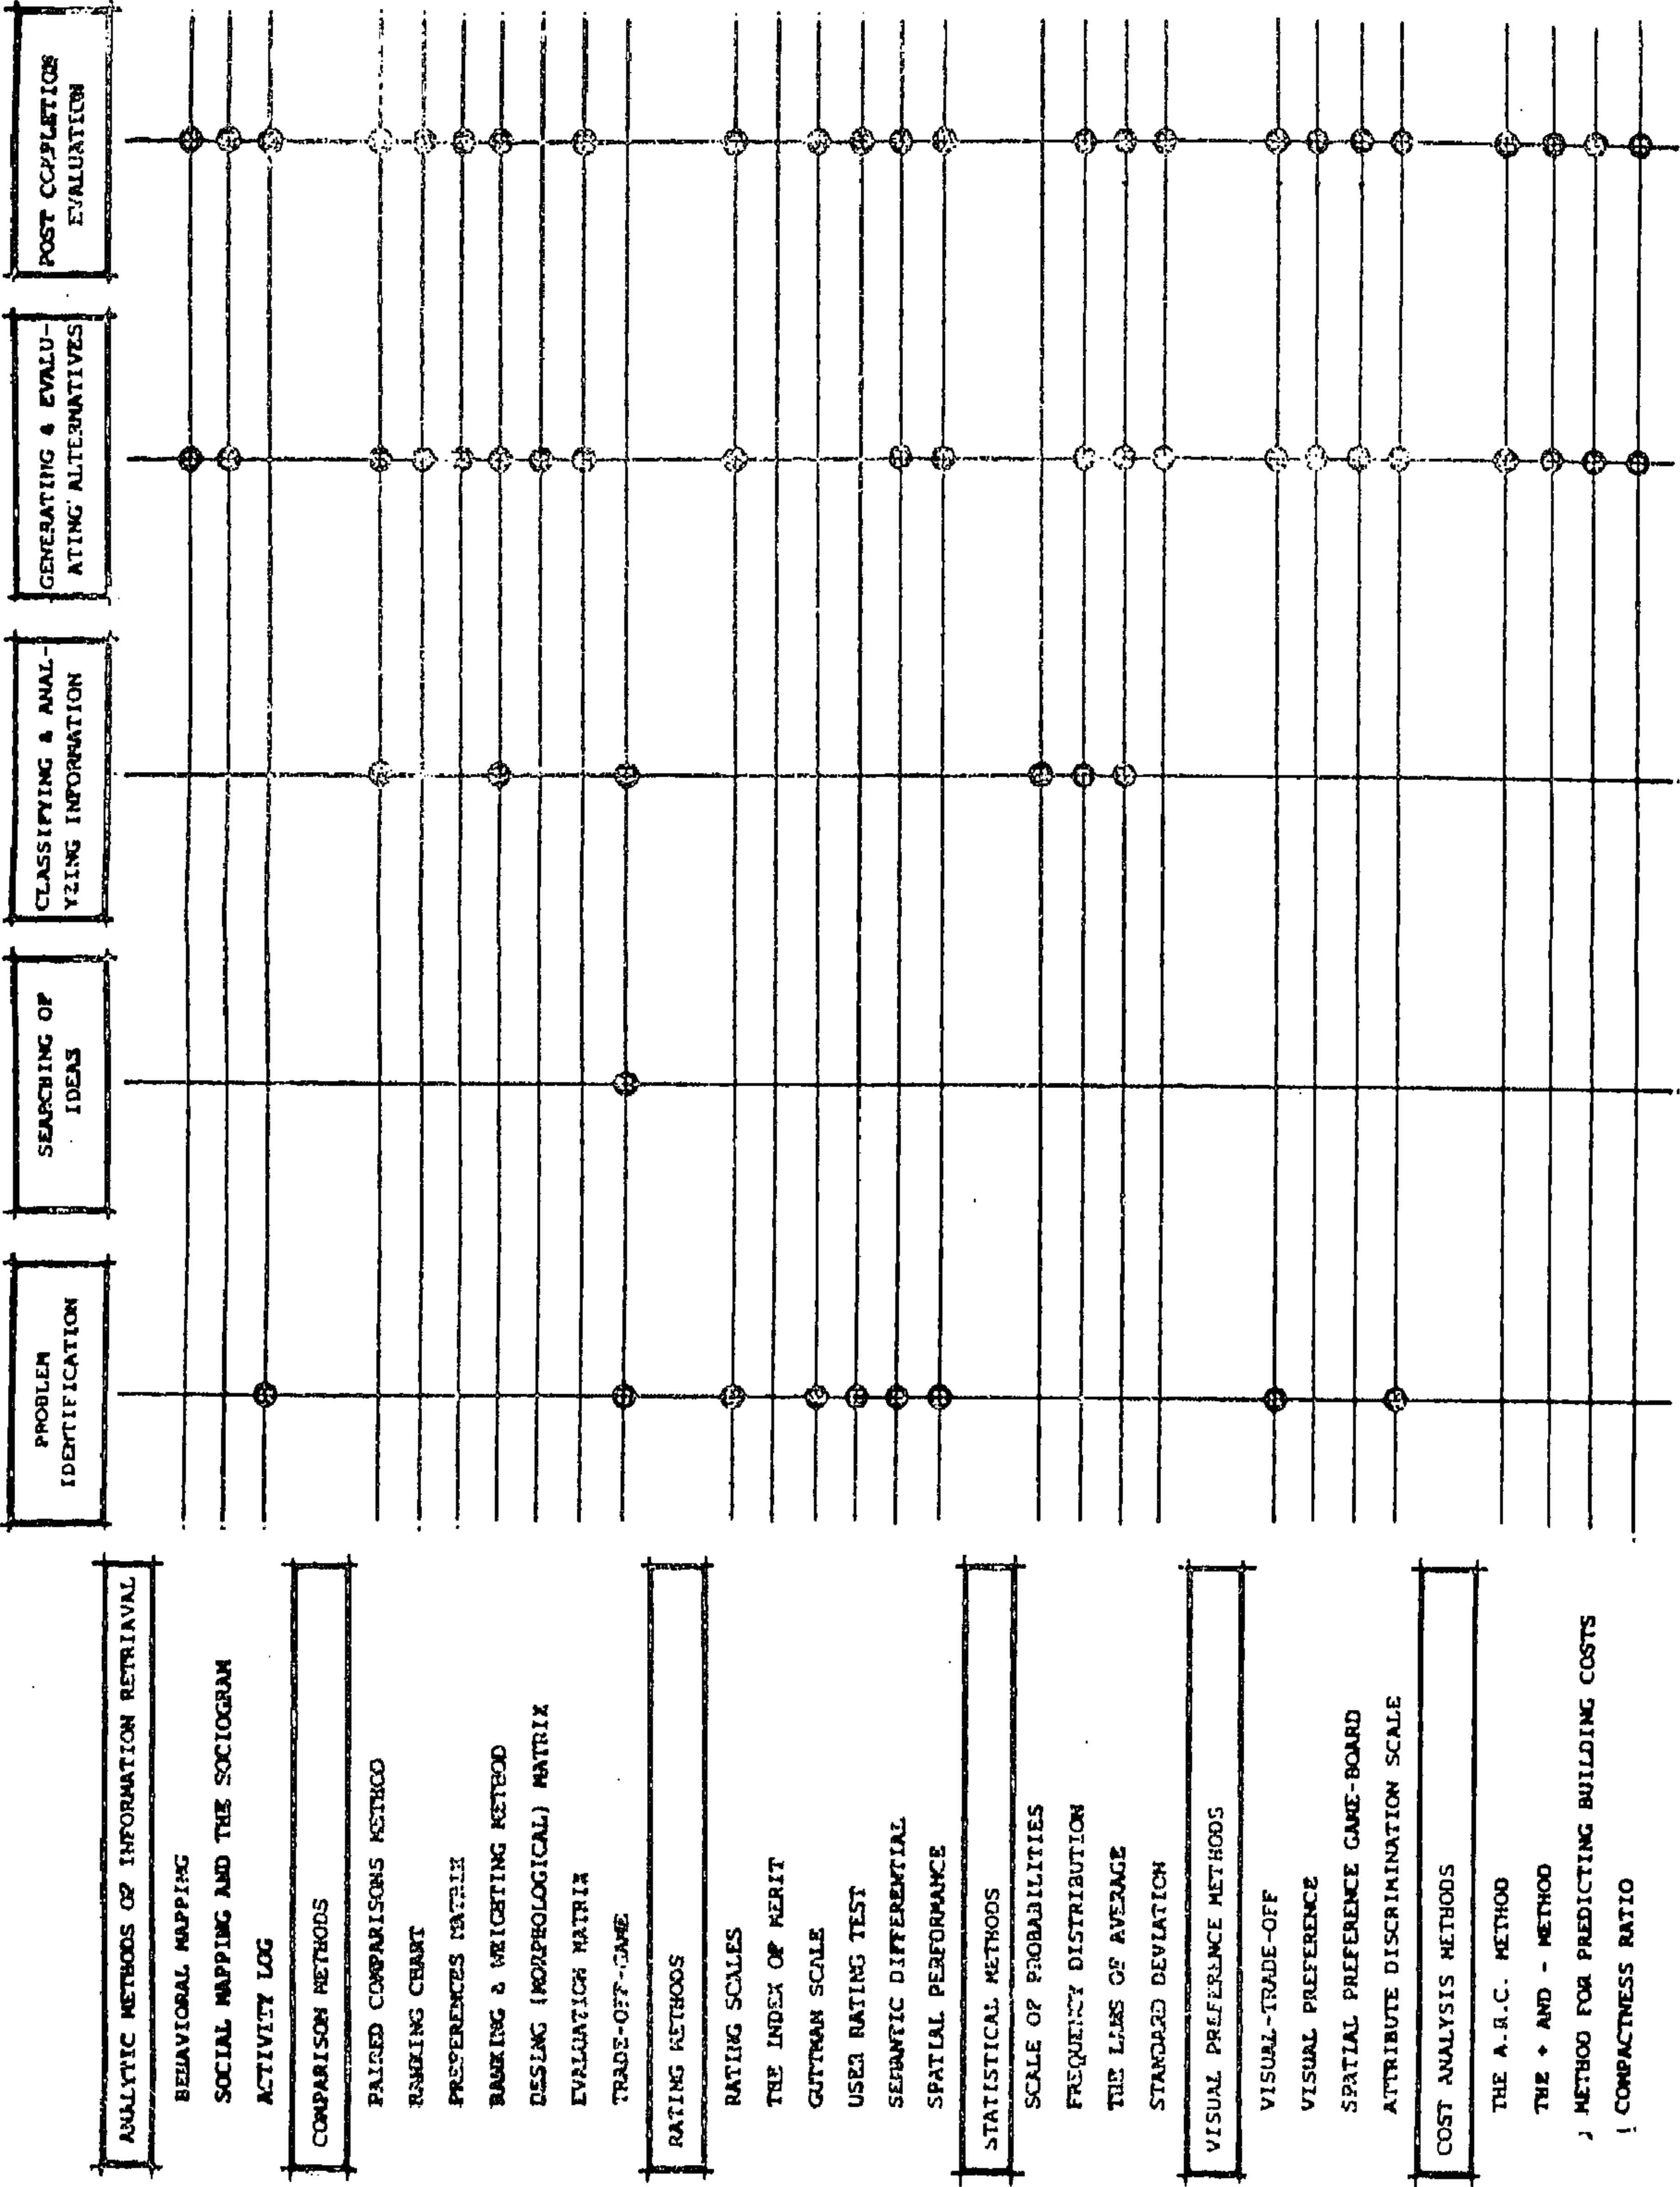 PROBLEM
IDENTIFICATION
SEARCHING OF
IDEAS
CLASSIFYING & ANAL-
YZING INFORMATION
GENERATING & EVALU-
ATING ALTERNATIVES
POST COMPLETION
EVALUATION
ANALYTIC METHODS OF INFORMATION RETRIAVAL
BEHAVIORAL MAPPING
SOCIAL MAPPING AND THE SOCIOGRAM
ACTIVITY LOG
COMPARISON METHODS
PAIRED COMPARISONS METHOD
RANKING CHART
PREFERENCES MATRIX
RANKING & WEIGHTING METHOD
DESING (MORPHOLOGICAL) MATRIX
EVALUATION MATRIX
TRADE-OFF-GAME
RATING METHODS
RATING SCALES
THE INDEX OF MERIT
GUTTMAN SCALE
USER RATING TEST
SEMANTIC DIFFERENTIAL
SPATIAL PERFORMANCE
STATISTICAL METHODS
SCALE OF PROBABILITIES
FREQUENCY DISTRIBUTION
THE LAWS OF AVERAGE
STANDARD DEVIATION
VISUAL PREFERENCE METHODS
VISUAL-TRADE-OFF
VISUAL PREFERENCE
SPATIAL PREFERENCE GAME-BOARD
ATTRIBUTE DISCRIMINATION SCALE
COST ANALYSIS METHODS
THE METHOD
THE + AND - METHOD
METHOD FOR PREDICTING BUILDING COSTS
COMPACTNESS RATIO